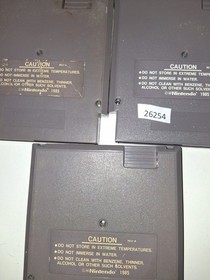 CAUTION
● DO NOT STORE IN EXTREME TEMPERATURES.
● DO NOT IMMERSE IN WATER.
● DO NOT CLEAN WITH BENZENE, THINNER,
ALCOHOL OR OTHER SUCH SOLVENTS.
©Nintendo 1985
CAUTION
● DO NOT STORE IN EXTREME TEMPERATURES.
● DO NOT IMMERSE IN WATER.
● DO NOT CLEAN WITH BENZENE, THINNER,
ALCOHOL OR OTHER SUCH SOLVENTS.
©Nintendo 1985
26254
CAUTION
● DO NOT STORE IN EXTREME TEMPERATURES.
● DO NOT IMMERSE IN WATER.
● DO NOT CLEAN WITH BENZENE, THINNER,
ALCOHOL OR OTHER SUCH SOLVENTS.
©Nintendo 1985